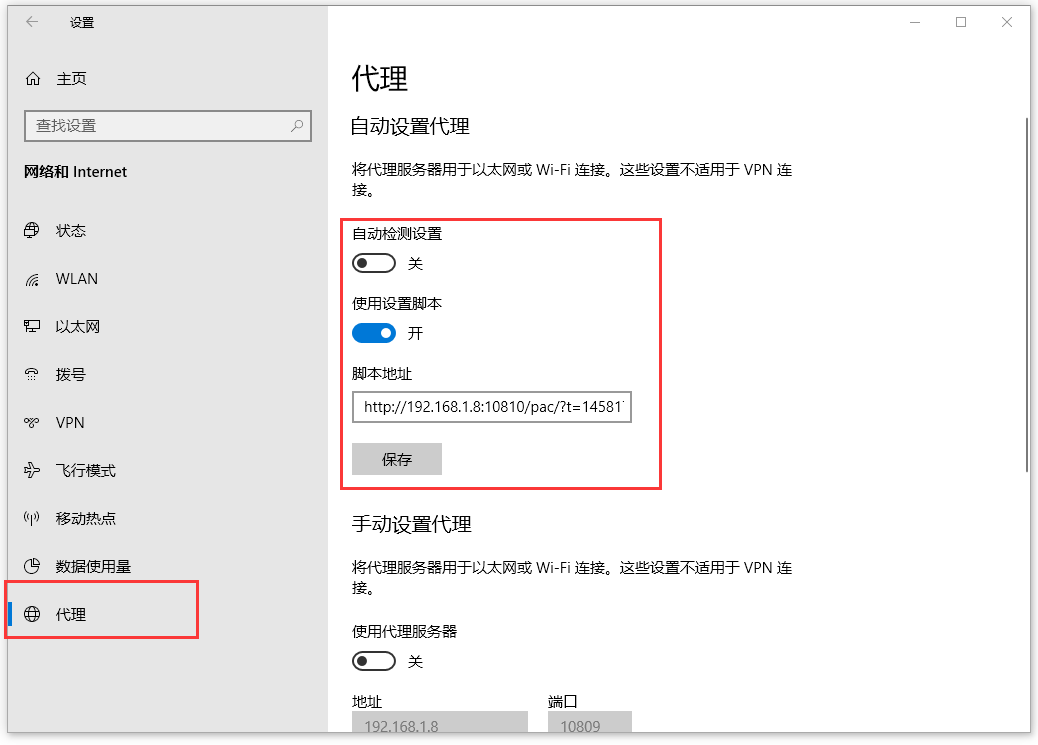 设置
主页
查找设置
网络和 Internet
状态
WLAN
以太网
拨号
VPN
飞行模式
移动热点
数据使用量
代理
代理
自动设置代理
将代理服务器用于以太网或 Wi-Fi 连接。这些设置不适用于 VPN 连
接。
自动检测设置
关
使用设置脚本
开
脚本地址
http://192.168.1.8:10810/pac/?t=14581
保存
手动设置代理
将代理服务器用于以太网或 Wi-Fi 连接。这些设置不适用于 VPN 连
接。
使用代理服务器
关
地址 端口
192.168.1.8 10809